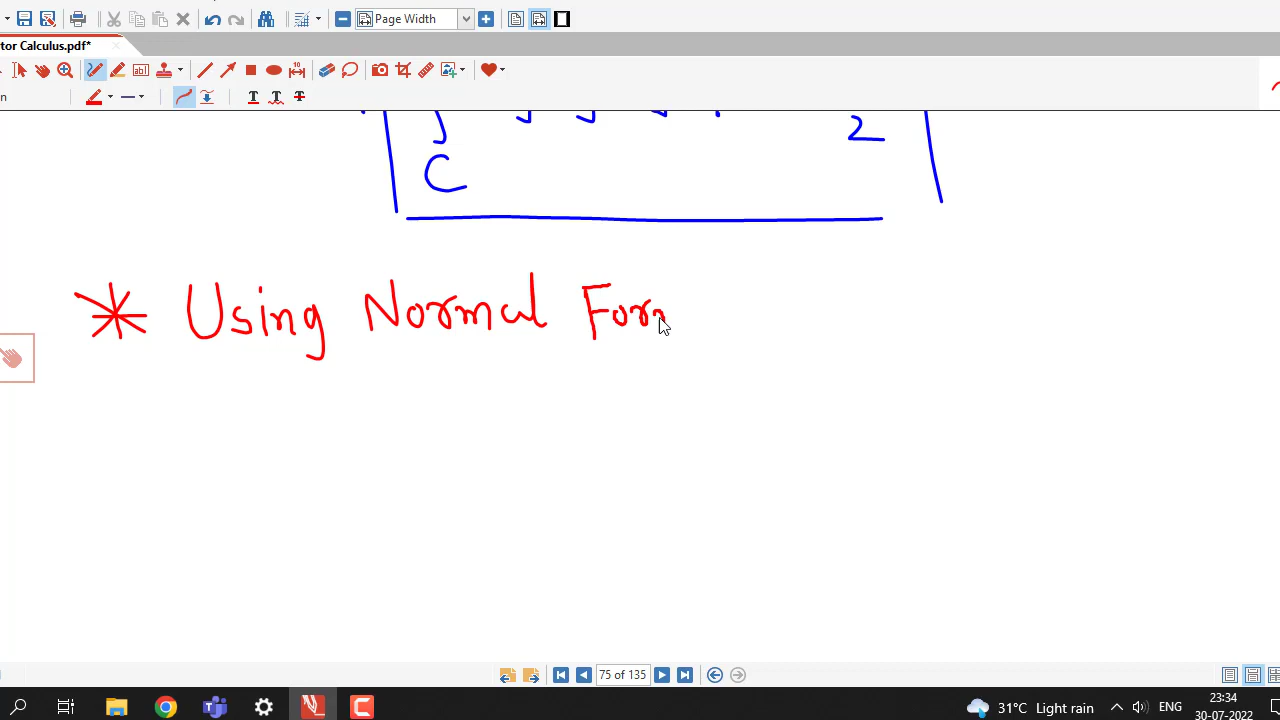 Page Width
tor Calculus.pdf*
n
2
C
* Using Normal Forn
75 of 135
31°C Light rain
ENG
23:34
30-07-2022